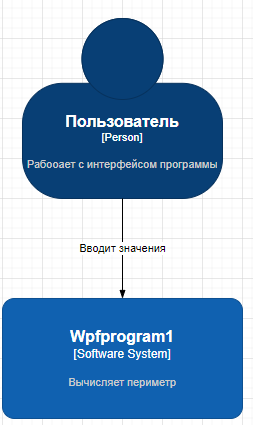 Пользователь
[Person]
Рабооает с интерфейсом программы
Вводит значения
Wpfprogram1
[Software System]
Вычисляет периметр